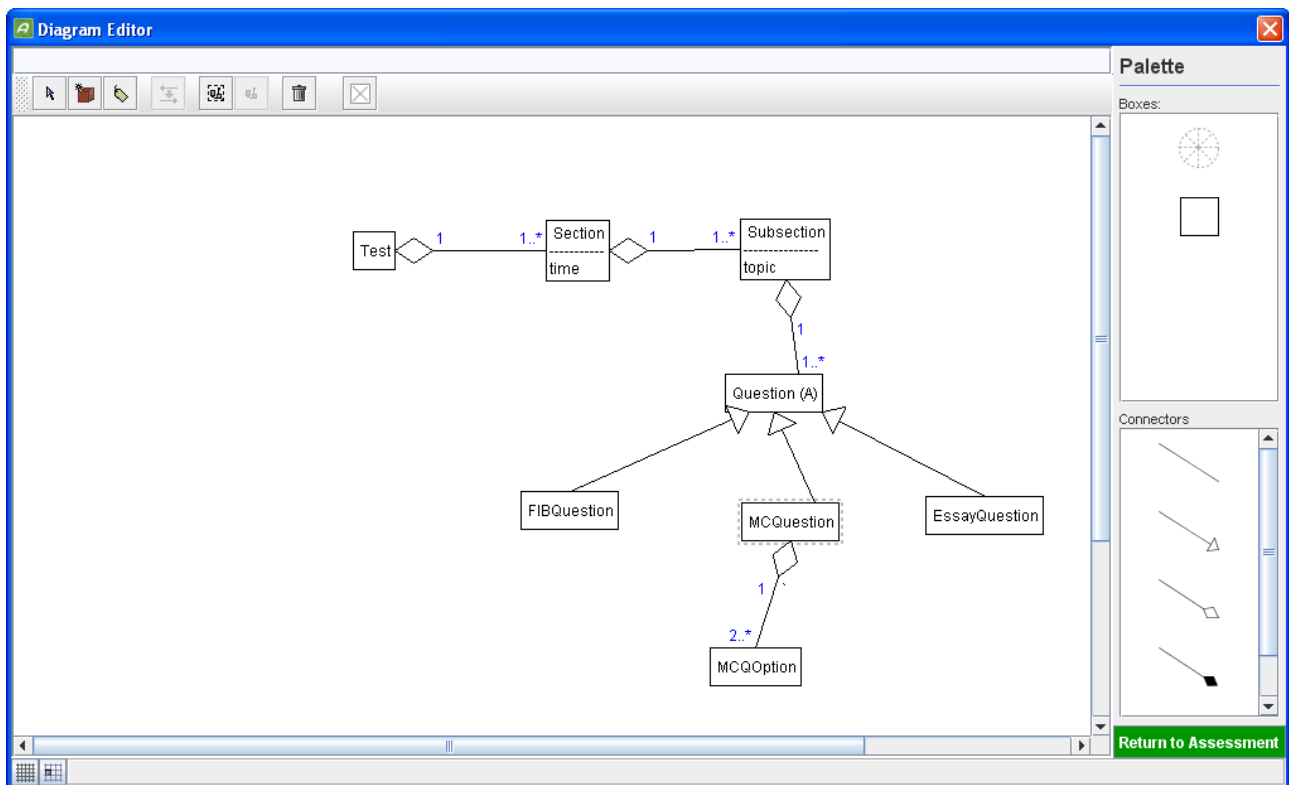 Diagram Editor
Palette
Boxes:
Test
1
1..*
Section
------------
time
1
1..*
Subsection
----------------
topic
1
1..*
Question (A)
FIBQuestion
MCQuestion
EssayQuestion
1 `
2..*
MCQOption
Connectors
Return to Assessment